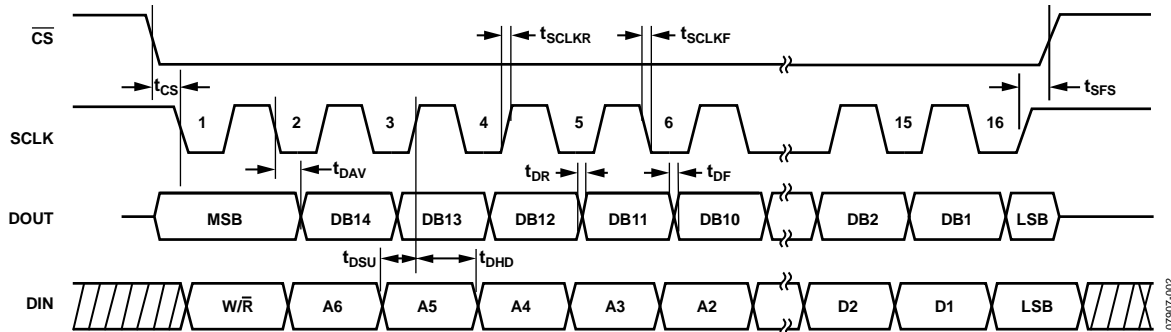 CS
tSCLKR
tSCLKF
tCS
tSFS
SCLK
1
2
3
4
5
6
15
16
tDAV
tDR
tDF
DOUT
MSB
DB14
DB13
DB12
DB11
DB10
DB2
DB1
LSB
tDSU
tDHD
DIN
W/R̅
A6
A5
A4
A3
A2
D2
D1
LSB
07907-002